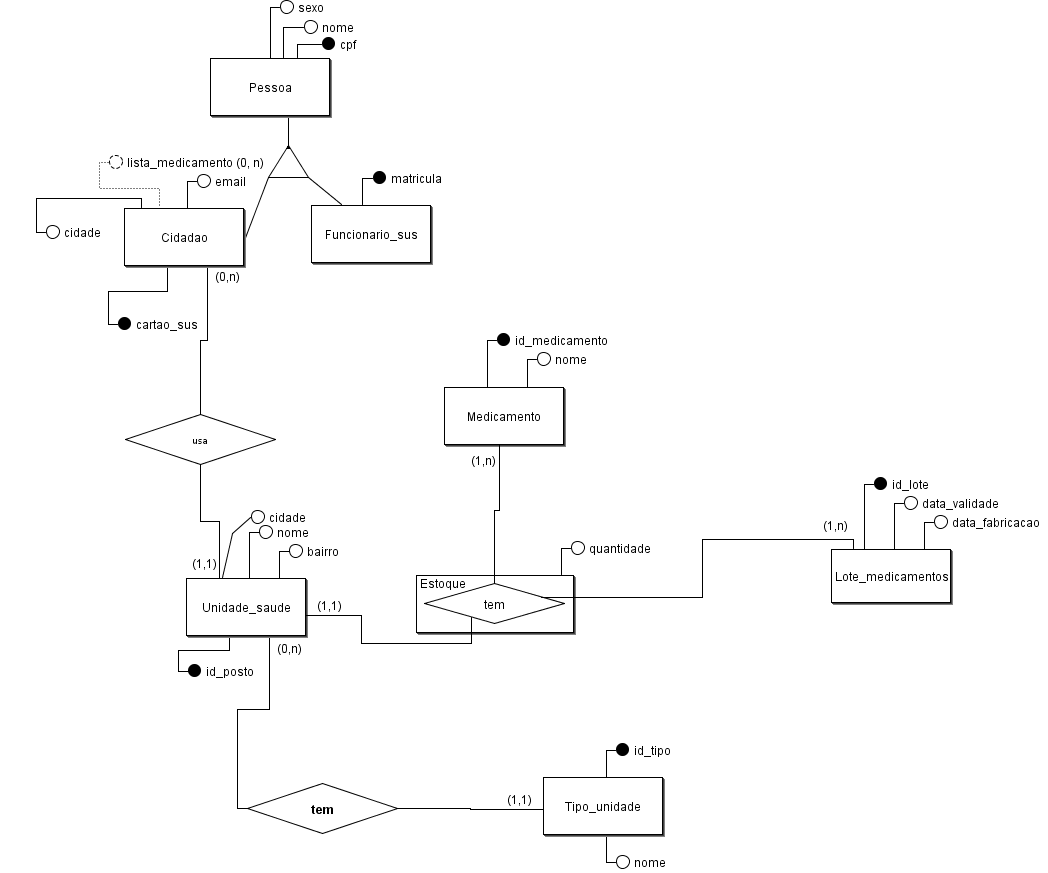 sexo
nome
cpf
Pessoa
lista_medicamento (0, n)
email
matricula
cidade
Cidadao
Funcionario_sus
(0,n)
cartao_sus
id_medicamento
nome
Medicamento
usa
(1,n)
id_lote
data_validade
data_fabricacao
(1,n)
cidade
nome
bairro
quantidade
(1,1)
Estoque
Lote_medicamentos
Unidade_saude
(1,1)
tem
(0,n)
id_posto
id_tipo
(1,1)
tem
Tipo_unidade
nome